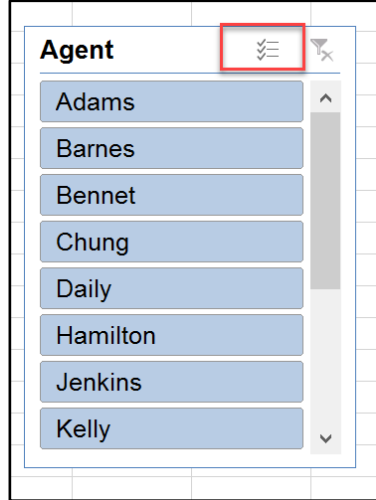 Agent
Adams
Barnes
Bennet
Chung
Daily
Hamilton
Jenkins
Kelly